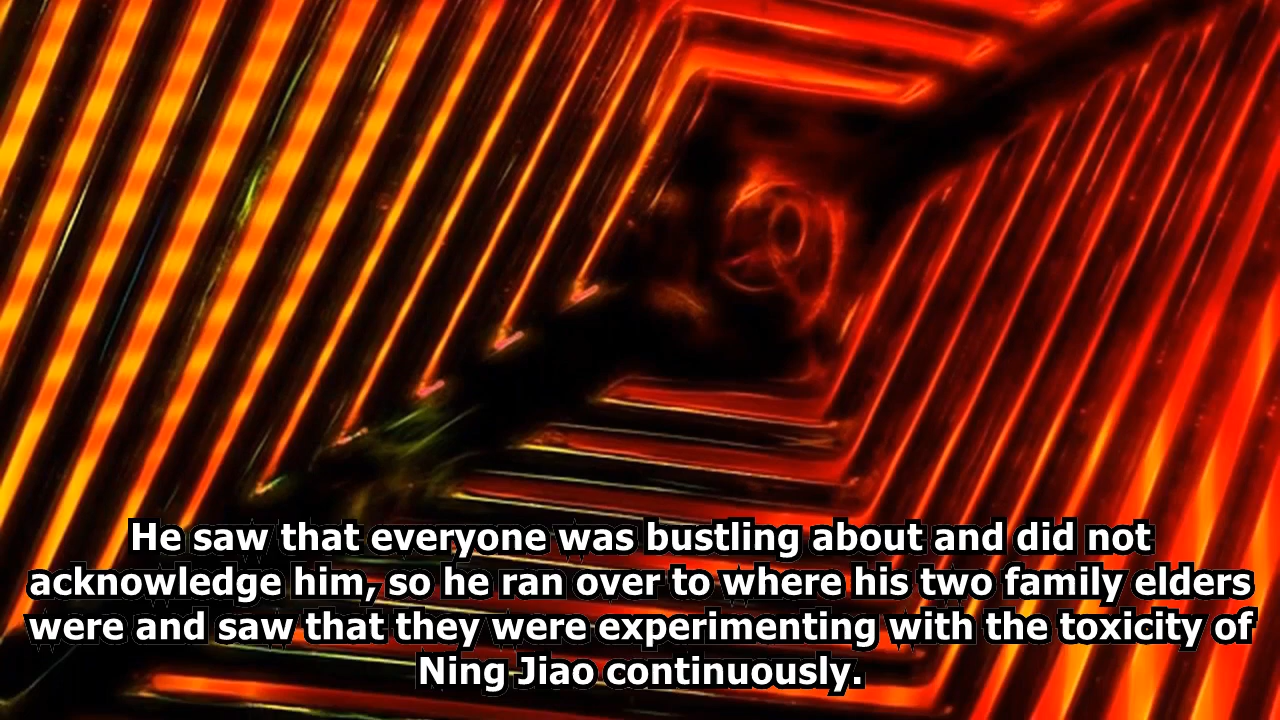 He saw that everyone was bustling about and did not
acknowledge him, so he ran over to where his two family elders
were and saw that they were experimenting with the toxicity of
Ning Jiao continuously.